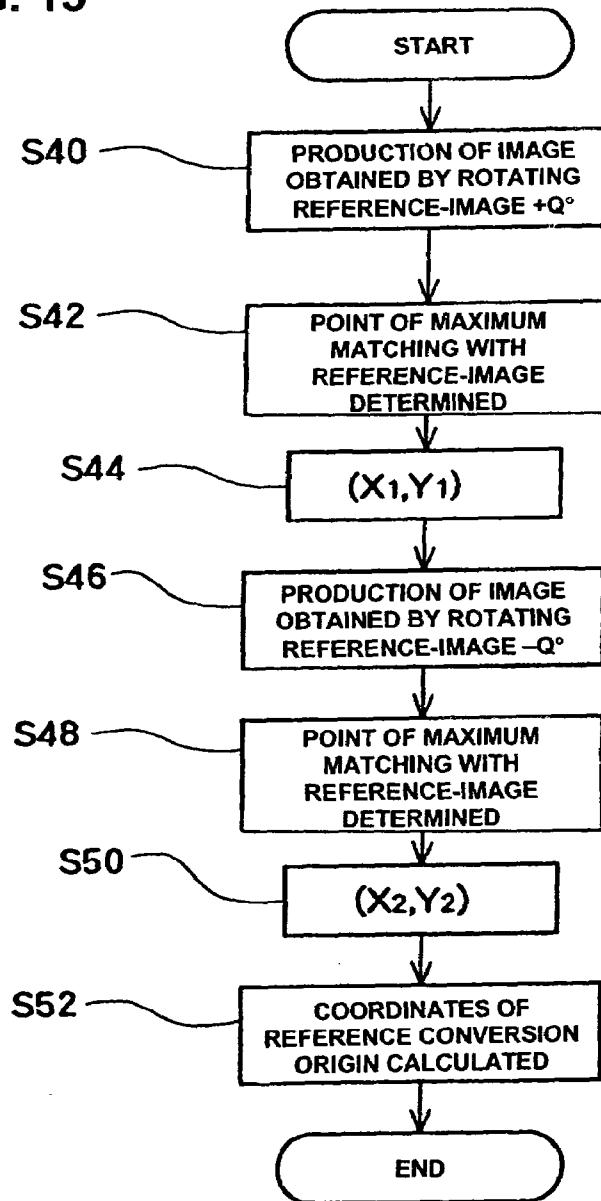 START
S40
PRODUCTION OF IMAGE
OBTAINED BY ROTATING
REFERENCE-IMAGE +Q°
S42
POINT OF MAXIMUM
MATCHING WITH
REFERENCE-IMAGE
DETERMINED
S44
(X1,Y1)
S46
PRODUCTION OF IMAGE
OBTAINED BY ROTATING
REFERENCE-IMAGE –Q°
S48
POINT OF MAXIMUM
MATCHING WITH
REFERENCE-IMAGE
DETERMINED
S50
(X2,Y2)
S52
COORDINATES OF
REFERENCE CONVERSION
ORIGIN CALCULATED
END